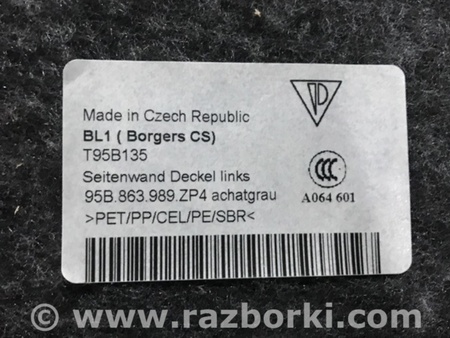 Made in Czech Republic
BL1 ( Borgers CS)
T95B135
Seitenwand Deckel links
95B.863.989.ZP4 achatgrau
>PET/PP/CEL/PE/SBR<
A064 601
© www.razborki.com